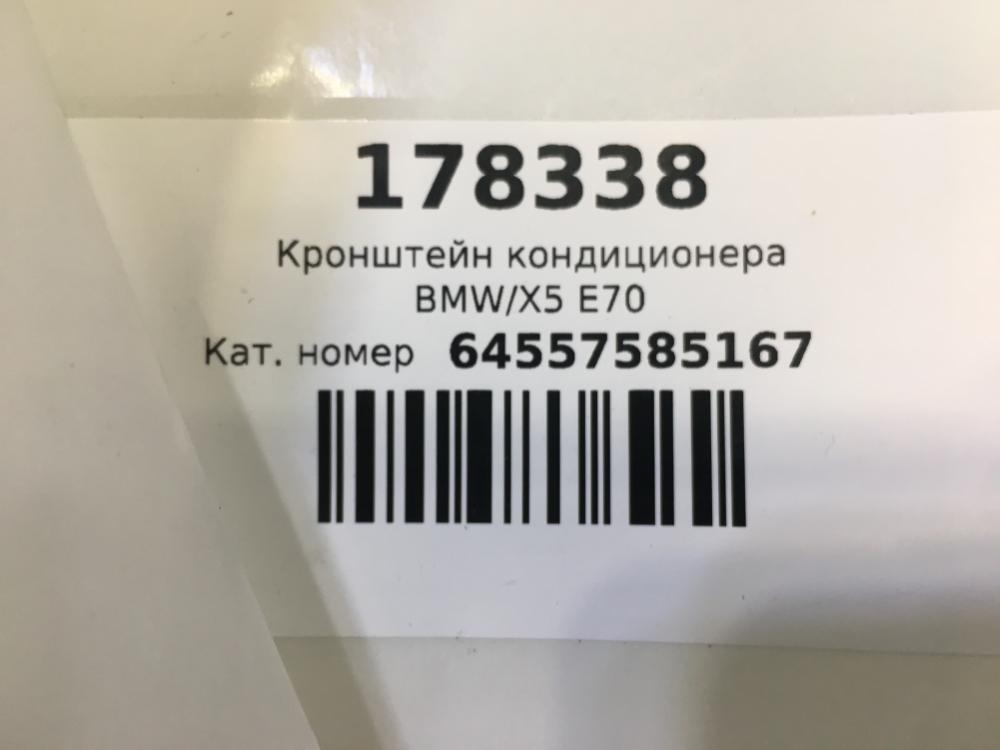 178338
Кронштейн кондиционера
BMW/X5 E70
Кат. номер 64557585167